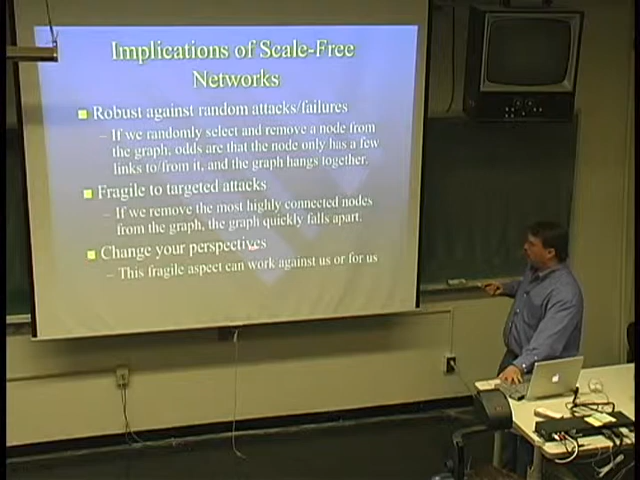 Implications of Scale-Free
Networks
Robust against random attacks/failures
– If we randomly select and remove a node from
the graph, odds are that the node only has a few
links to/from it, and the graph hangs together.
Fragile to targeted attacks
– If we remove the most highly connected nodes
from the graph, the graph quickly falls apart.
Change your perspectives
– This fragile aspect can work against us or for us